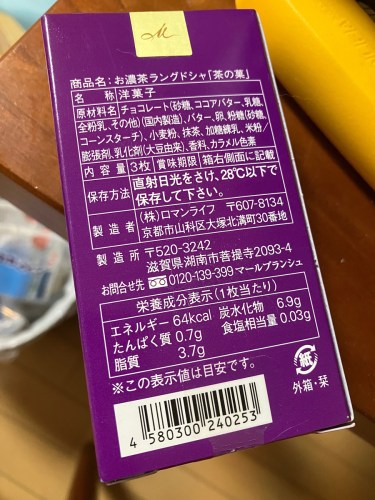 M
商品名:お濃茶ラングドシャ「茶の菓」
名 称 洋菓子
原材料名 チョコレート(砂糖、ココアバター、乳糖、
全粉乳、その他)(国内製造)、バター、卵、粉糖(砂糖、
コーンスターチ)、小麦粉、抹茶、加糖練乳、米粉/
膨張剤、乳化剤(大豆由来)、香料、カラメル色素
内 容 量 3枚 賞味期限 箱右側面に記載
保存方法 直射日光をさけ、28℃以下で
保存して下さい。
製 造 者 (株)ロマンライフ 〒607-8134
京都市山科区大塚北溝町30番地
製 造 所 〒520-3242
滋賀県湖南市菩提寺2093-4
お問合せ先 0120-139-399 マールブランシュ
栄養成分表示(1枚当たり)
エネルギー 64kcal 炭水化物 6.9g
たんぱく質 0.7g 食塩相当量 0.03g
脂質 3.7g
※この表示値は目安です。
紙
外箱・栞
4 580300 240253